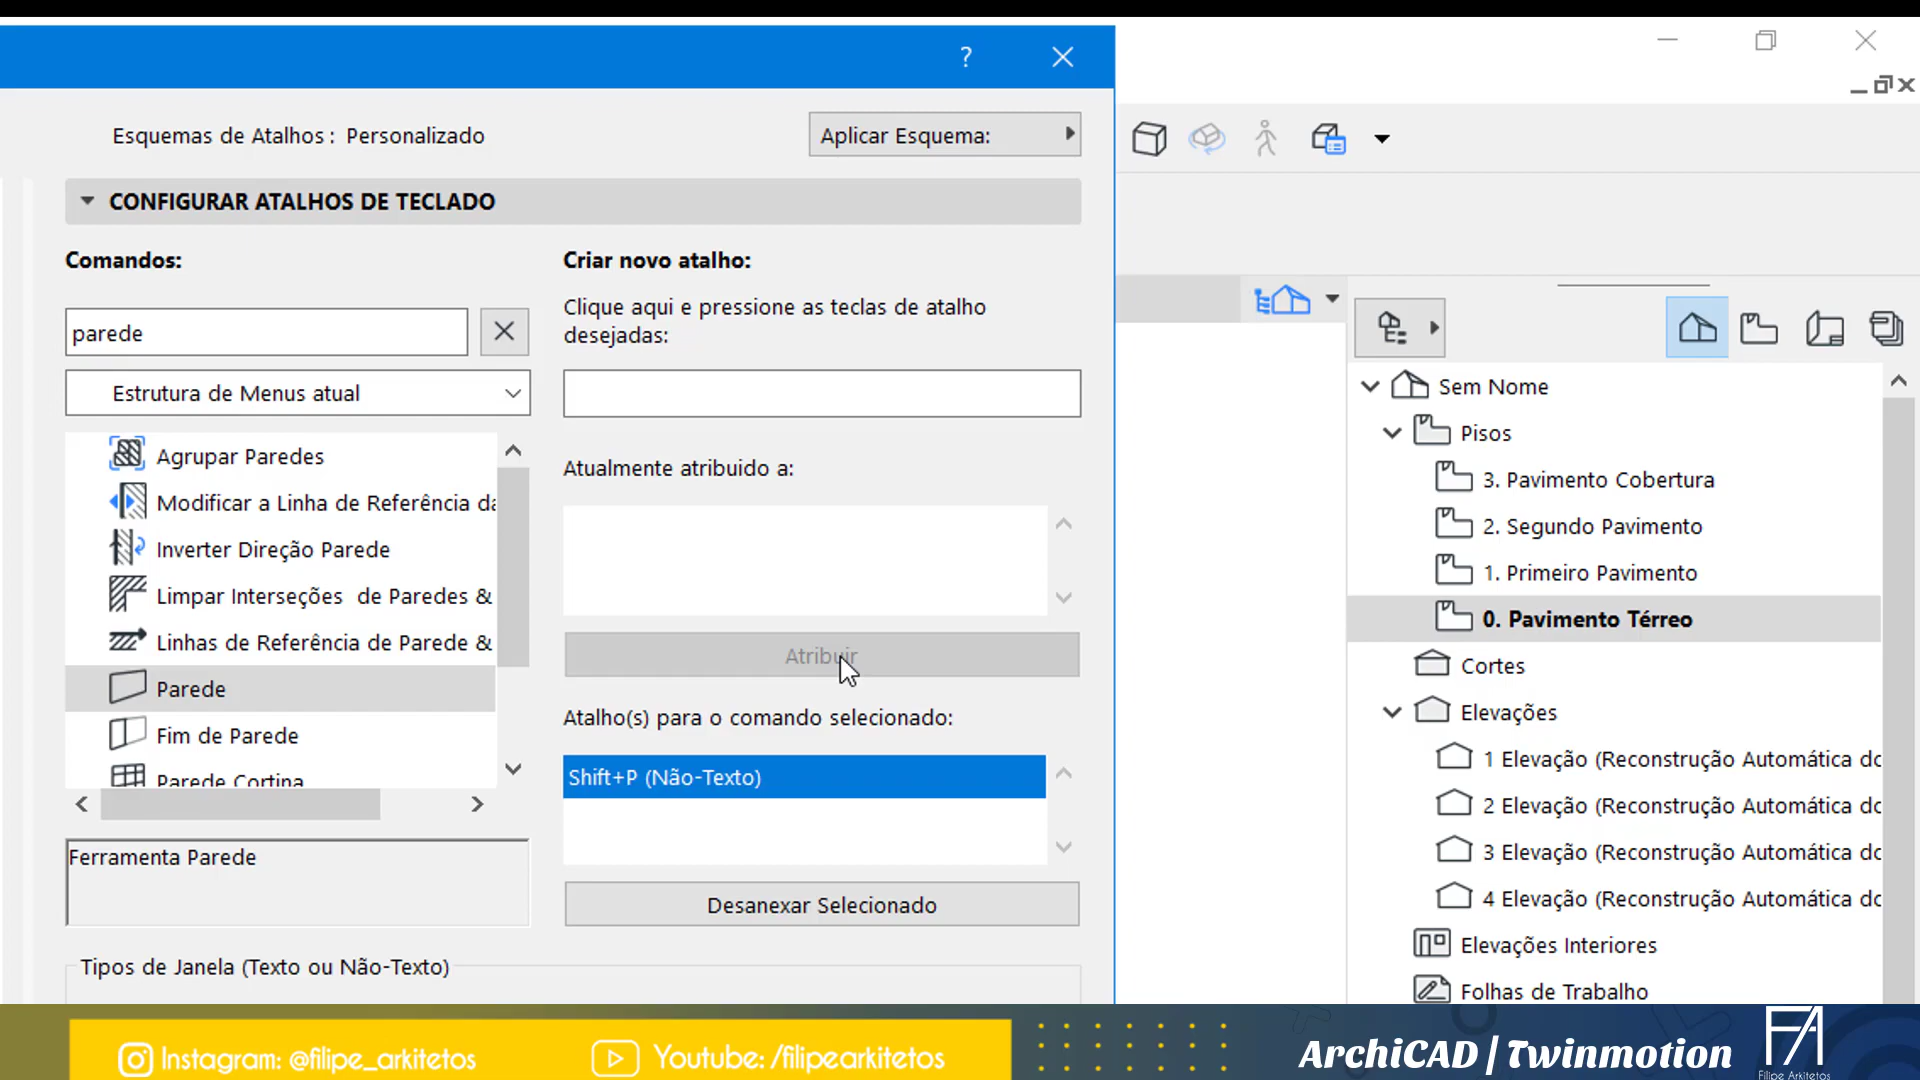 ?
Esquemas de Atalhos : Personalizado
Aplicar Esquema:
CONFIGURAR ATALHOS DE TECLADO
Comandos:
parede
Estrutura de Menus atual
Agrupar Paredes
Modificar a Linha de Referência da
Inverter Direção Parede
Limpar Interseções de Paredes &
Linhas de Referência de Parede &
Parede
Fim de Parede
Parede Cortina
Ferramenta Parede
Criar novo atalho:
Clique aqui e pressione as teclas de atalho
desejadas:
Atualmente atribuido a:
Atribuir
Atalho(s) para o comando selecionado:
Shift+P (Não-Texto)
Desanexar Selecionado
Tipos de Janela (Texto ou Não-Texto)
Sem Nome
Pisos
3. Pavimento Cobertura
2. Segundo Pavimento
1. Primeiro Pavimento
0. Pavimento Térreo
Cortes
Elevações
1 Elevação (Reconstrução Automática do
2 Elevação (Reconstrução Automática do
3 Elevação (Reconstrução Automática do
4 Elevação (Reconstrução Automática do
Elevações Interiores
Folhas de Trabalho
Instagram: @filipe_arkitetos
Youtube: /filipearkitetos
ArchiCAD | Twinmotion
FA
Filipe Arkitetos